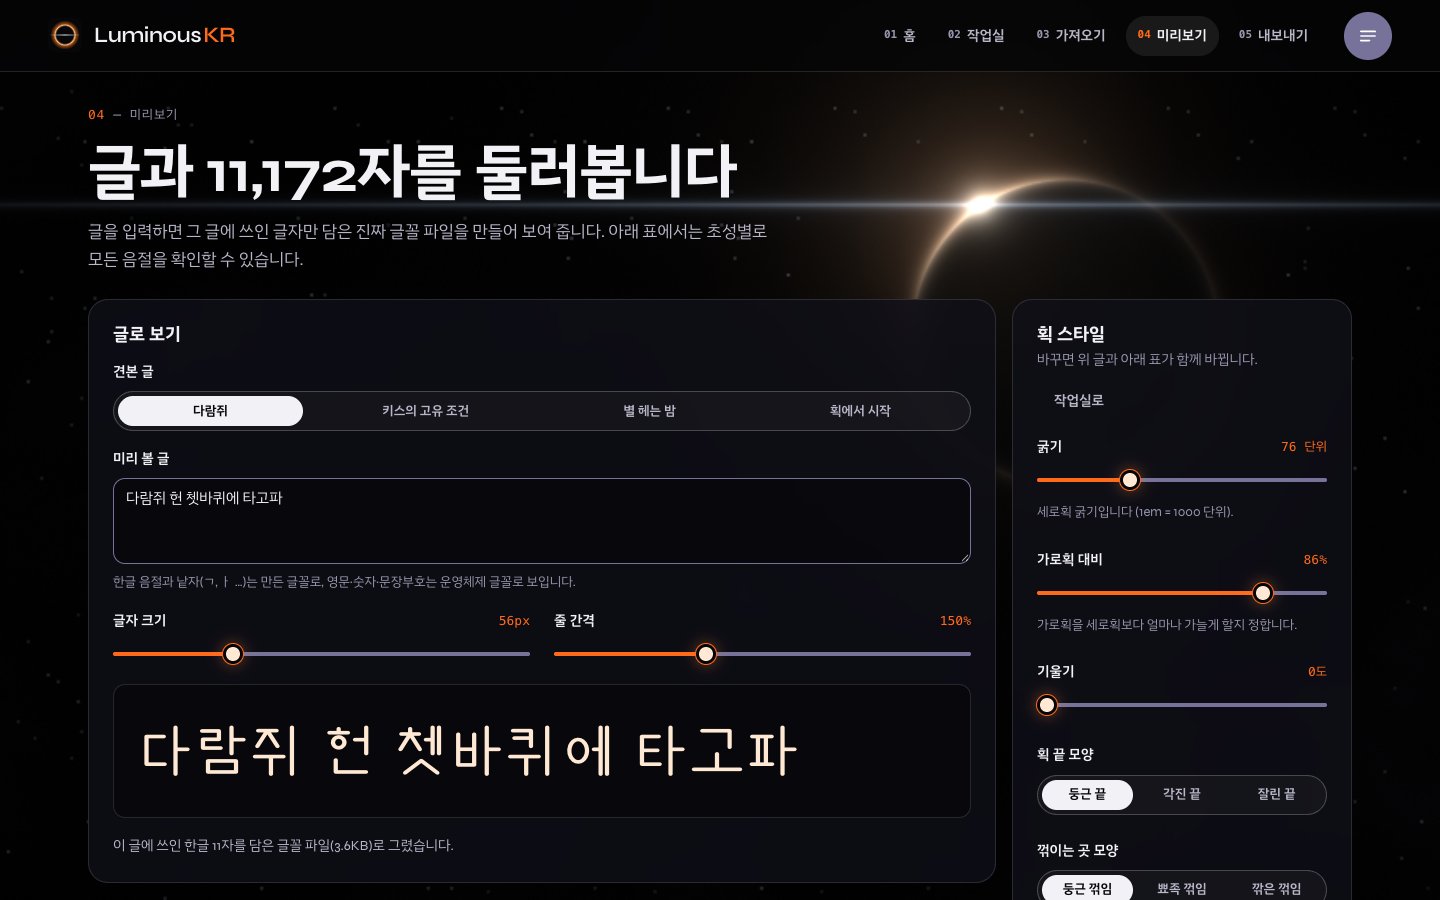 LuminousKR
01 홈
02 작업실
03 가져오기
04 미리보기
05 내보내기
04 — 미리보기
글과 11,172자를 둘러봅니다
글을 입력하면 그 글에 쓰인 글자만 담은 진짜 글꼴 파일을 만들어 보여 줍니다. 아래 표에서는 초성별로
모든 음절을 확인할 수 있습니다.
글로 보기
견본 글
다람쥐
키스의 고유 조건
별 헤는 밤
획에서 시작
미리 볼 글
다람쥐 헌 쳇바퀴에 타고파
한글 음절과 낱자(ㄱ, ㅏ …)는 만든 글꼴로, 영문·숫자·문장부호는 운영체제 글꼴로 보입니다.
글자 크기
56px
줄 간격
150%
다람쥐 헌 쳇바퀴에 타고파
이 글에 쓰인 한글 11자를 담은 글꼴 파일(3.6KB)로 그렸습니다.
획 스타일
바꾸면 위 글과 아래 표가 함께 바뀝니다.
작업실로
굵기
76 단위
세로획 굵기입니다 (1em = 1000 단위).
가로획 대비
86%
가로획을 세로획보다 얼마나 가늘게 할지 정합니다.
기울기
0도
획 끝 모양
둥근 끝
각진 끝
잘린 끝
꺾이는 곳 모양
둥근 꺾임
뾰족 꺾임
깎은 꺾임